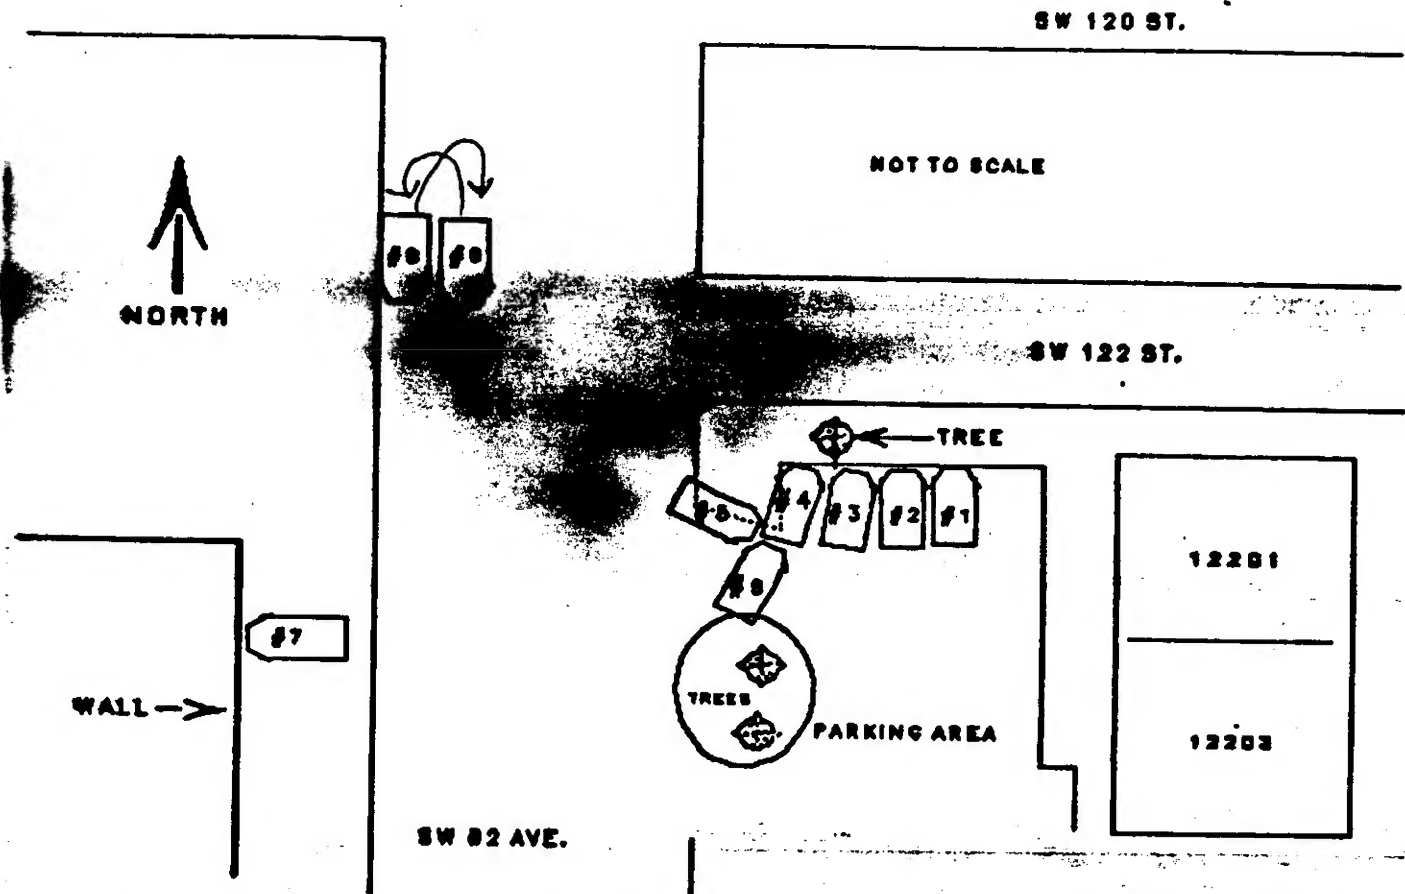 SW 120 ST.
NOT TO SCALE
NORTH
SW 122 ST.
TREE
#4
#3
#2
#1
#7
12201
TREES
WALL
PARKING AREA
12203
SW 82 AVE.